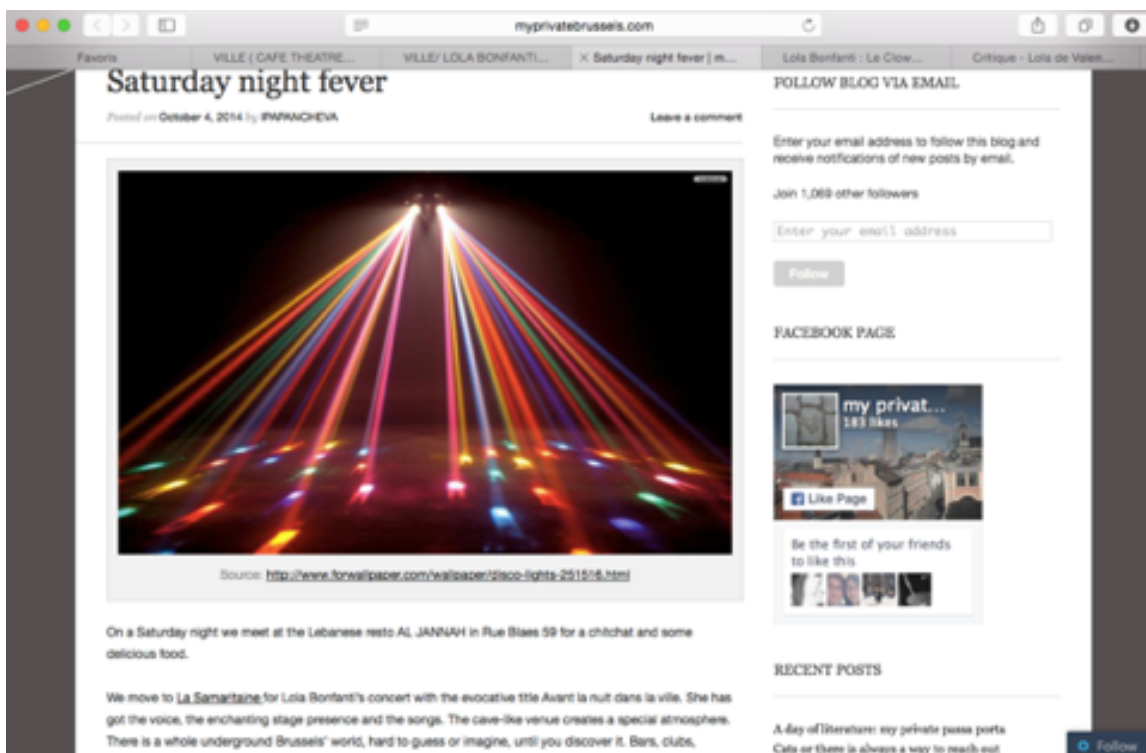 myprivatebrussels.com
Favoris
VILLE ( CAFE THEATRE...
VILLE/ LOLA BONFANTI...
× Saturday night fever | m...
Lola Bonfanti : Le Clow...
Critique - Lola de Valen...
Saturday night fever
Posted on October 4, 2014 by IPAPANCHEVA
Leave a comment
Source: http://www.forwallpaper.com/wallpaper/disco-lights-251516.html
On a Saturday night we meet at the Lebanese resto AL JANNAH in Rue Blaes 59 for a chitchat and some
delicious food.
We move to La Samaritaine for Lola Bonfanti's concert with the evocative title Avant la nuit dans la ville. She has
got the voice, the enchanting stage presence and the songs. The cave-like venue creates a special atmosphere.
There is a whole underground Brussels' world, hard to guess or imagine, until you discover it. Bars, clubs,
FOLLOW BLOG VIA EMAIL
Enter your email address to follow this blog and
receive notifications of new posts by email.
Join 1,069 other followers
Enter your email address
Follow
FACEBOOK PAGE
my privat...
183 likes
Like Page
Be the first of your friends
to like this
RECENT POSTS
A day of literature: my private passa porta
Cats or there is always a way to reach out
Follow